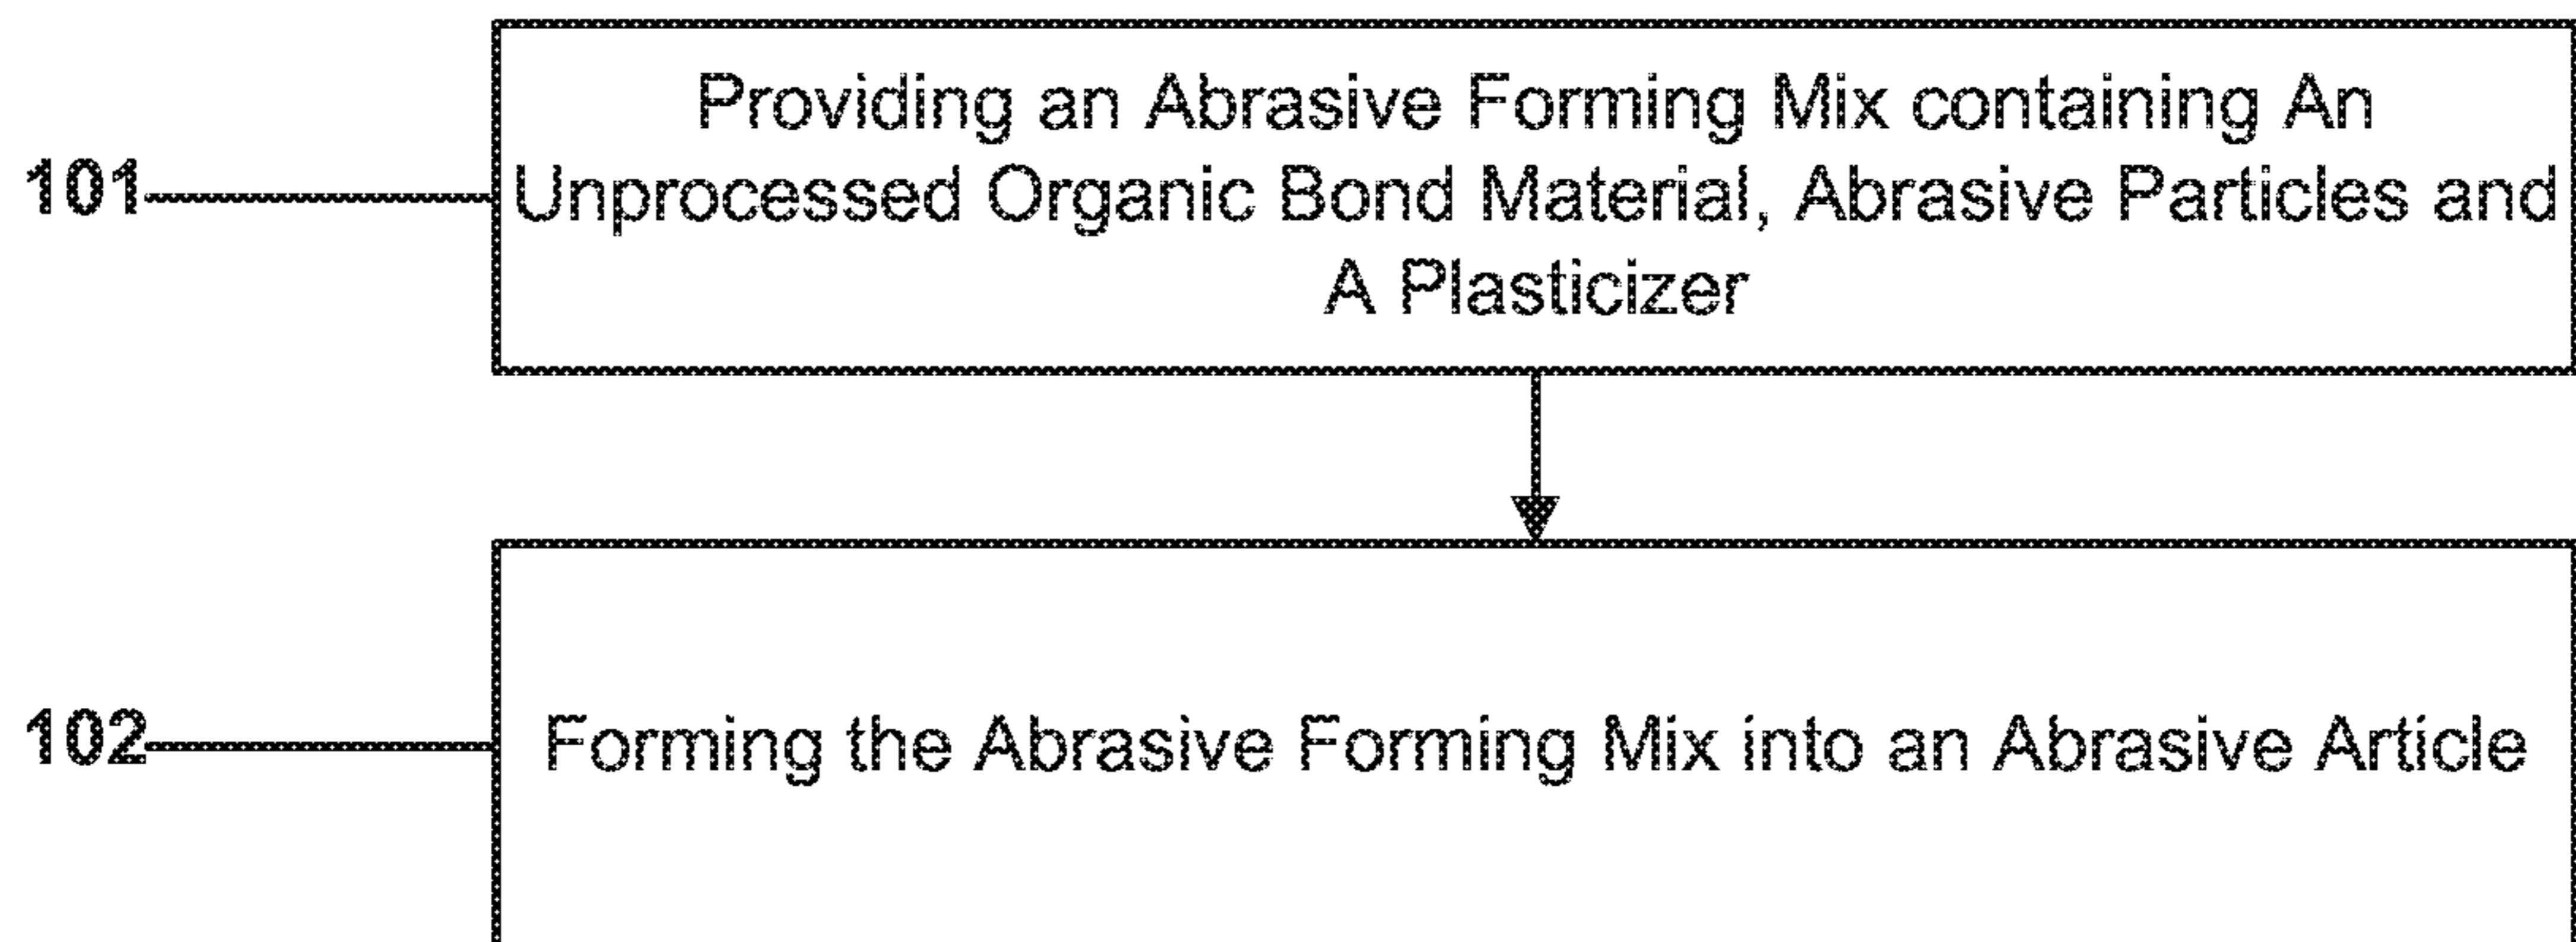 Providing an Abrasive Forming Mix containing An
101
Unprocessed Organic Bond Material, Abrasive Particles and
A Plasticizer
102
Forming the Abrasive Forming Mix into an Abrasive Article